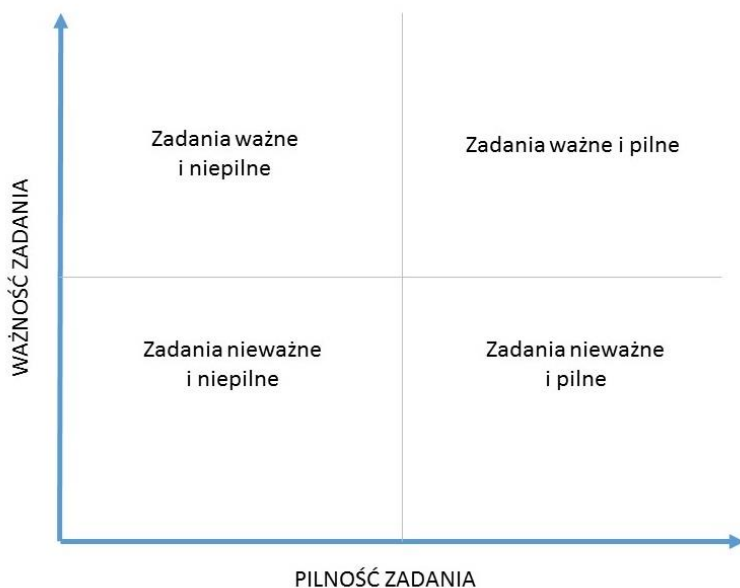 Zadania ważne
i niepilne
Zadania ważne i pilne
WAŻNOŚĆ ZADANIA
Zadania nieważne
i niepilne
Zadania nieważne
i pilne
PILNOŚĆ ZADANIA